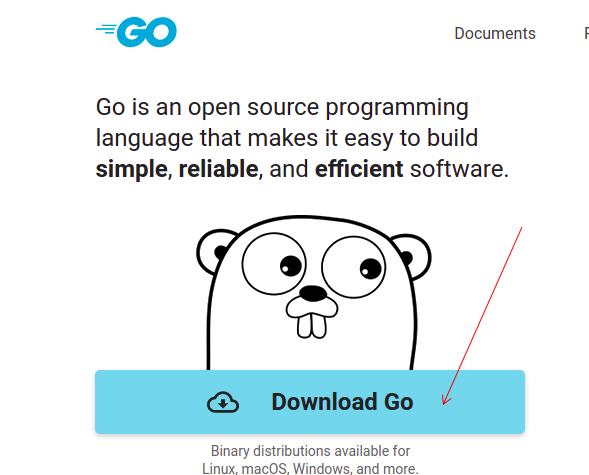 GO
Documents
Go is an open source programming
language that makes it easy to build
simple, reliable, and efficient software.
Download Go
Binary distributions available for
Linux, macOS, Windows, and more.